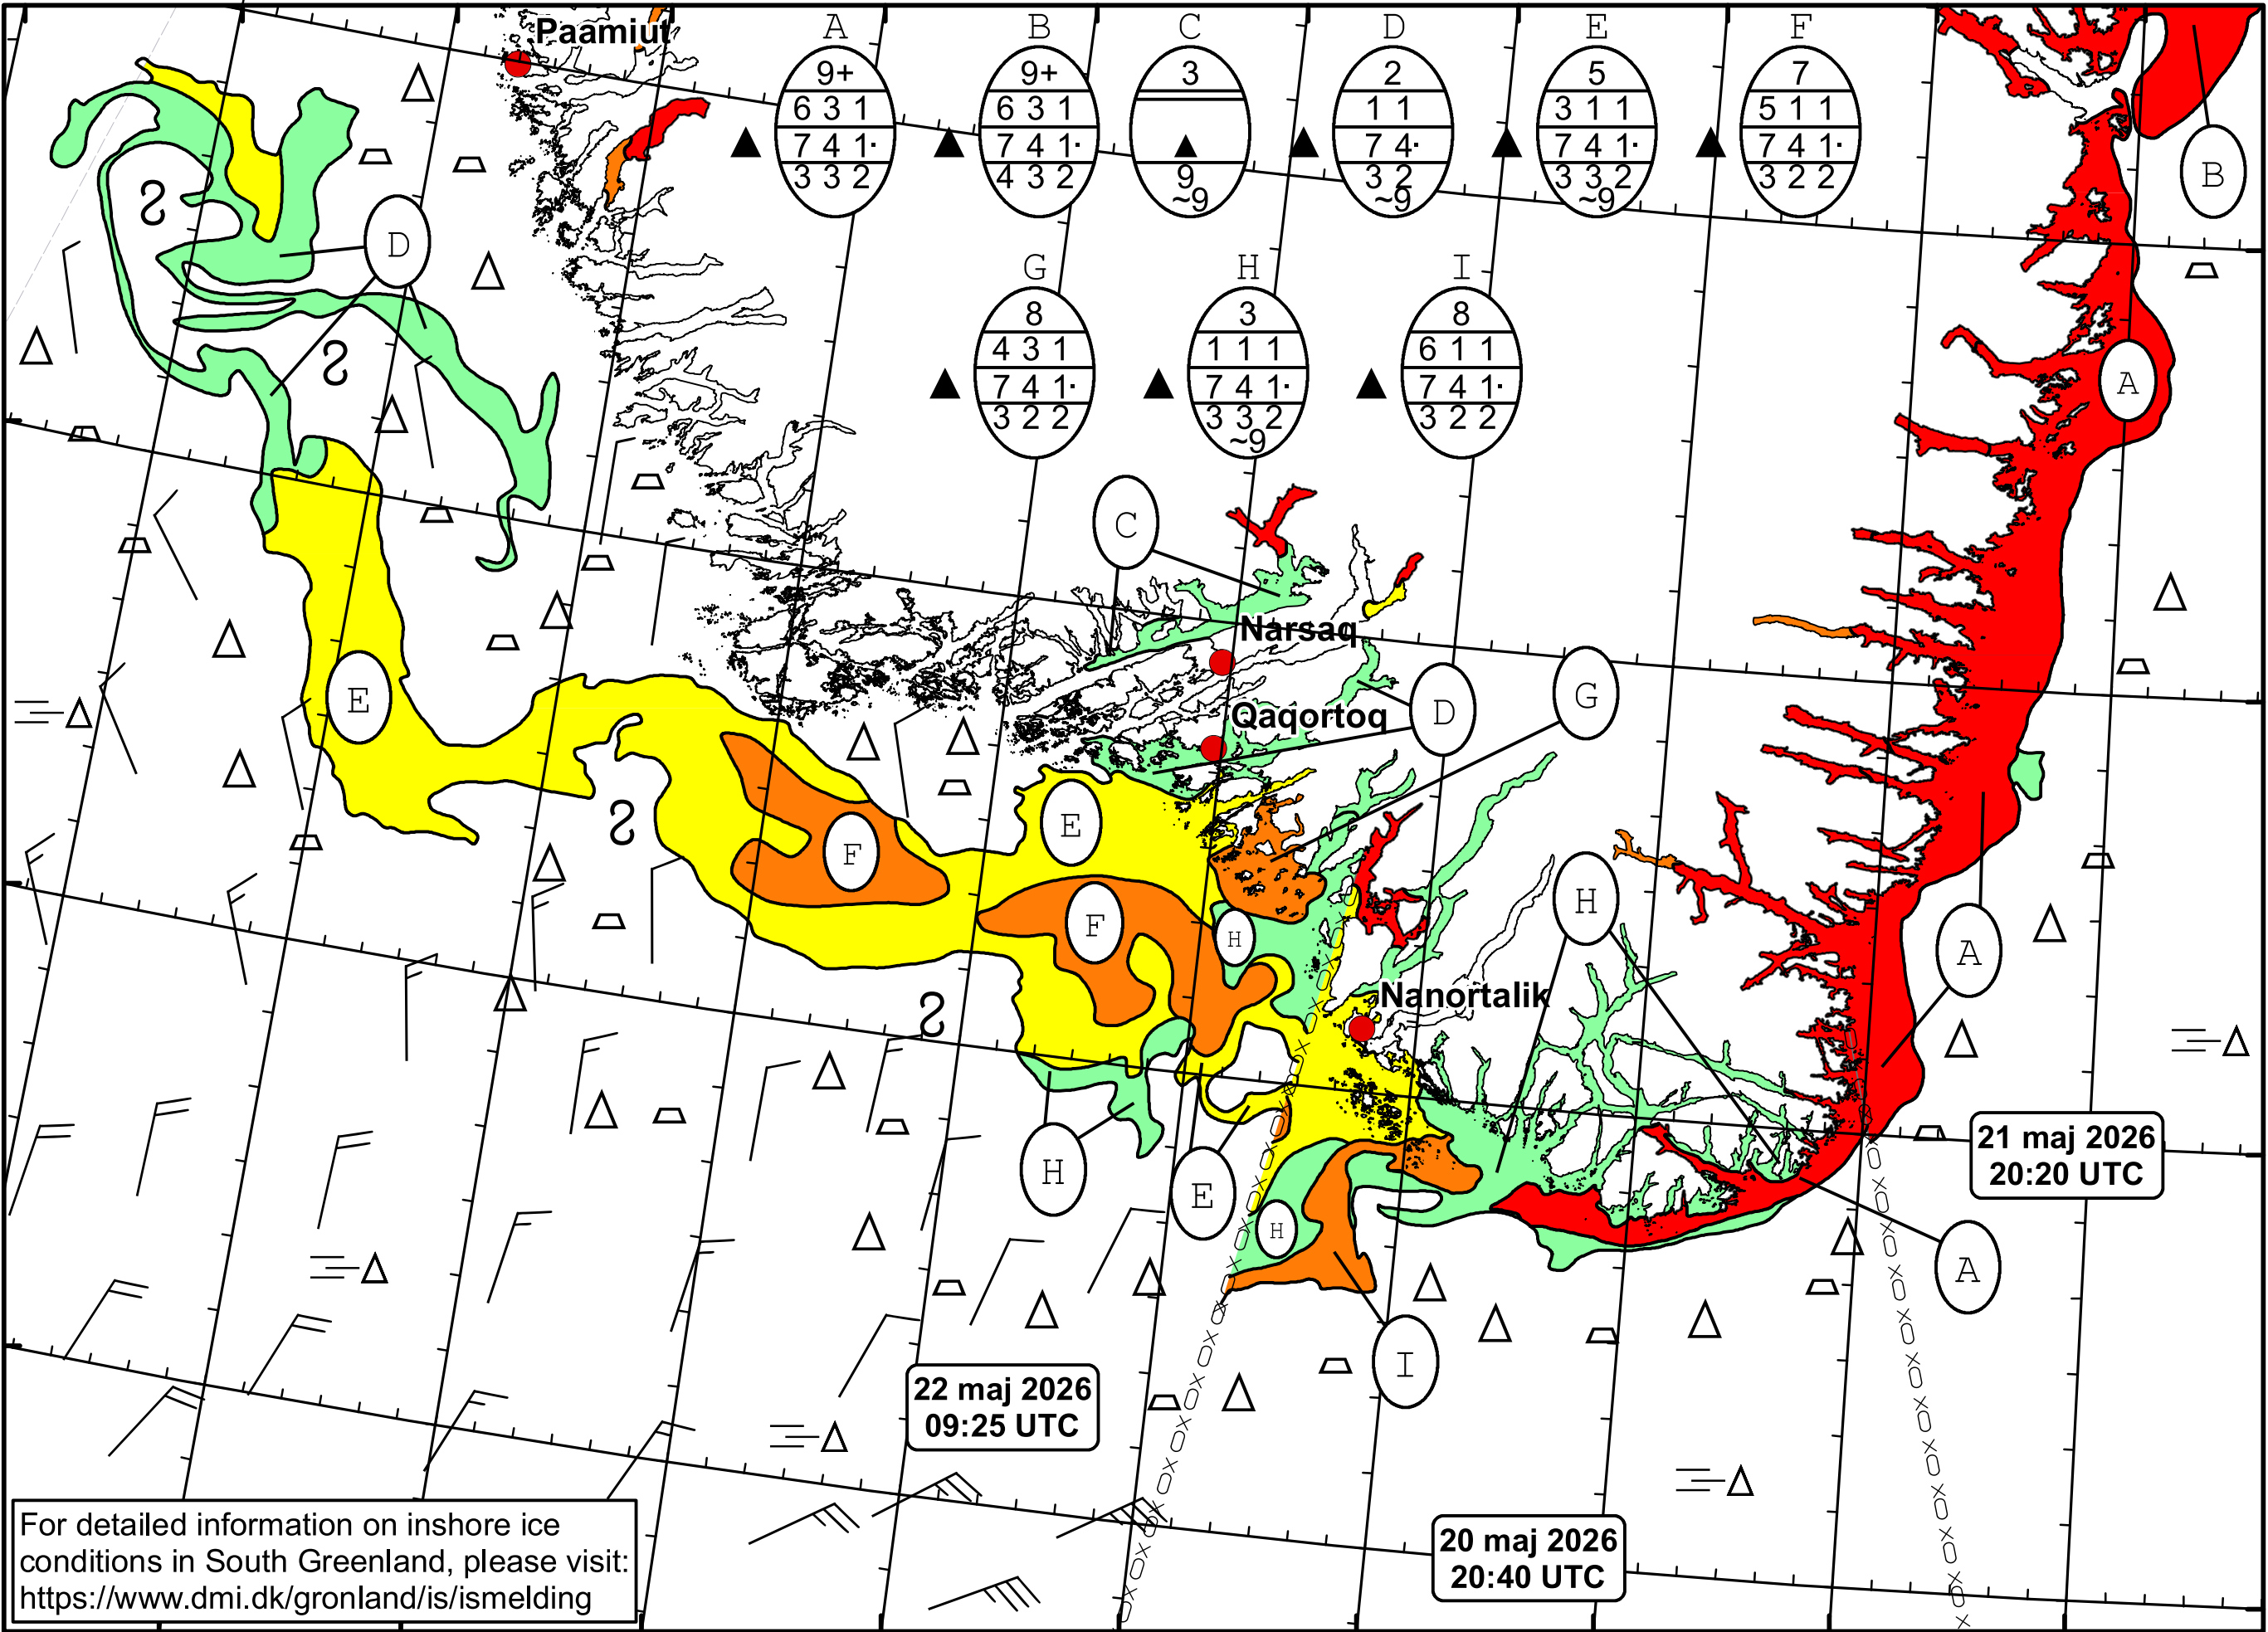 Paamiut
A B C D E F
9+ 9+ 3 2 5 7
6 3 1 6 3 1 1 1 3 1 1 5 1 1
7 4 1· 7 4 1· 7 4· 7 4 1· 7 4 1·
3 3 2 4 3 2 9 3 2 3 3 2 3 2 2
~9 ~9 ~9
B
D
G H I
8 3 8
4 3 1 1 1 1 6 1 1
7 4 1· 7 4 1· 7 4 1·
3 2 2 3 3 2 3 2 2
~9
A
C
Narsaq
E
D
G
Qaqortoq
E
F
H
F
H
A
Nanortalik
21 maj 2026
20:20 UTC
H
E
H
A
I
22 maj 2026
09:25 UTC
20 maj 2026
20:40 UTC
For detailed information on inshore ice
conditions in South Greenland, please visit:
https://www.dmi.dk/gronland/is/ismelding